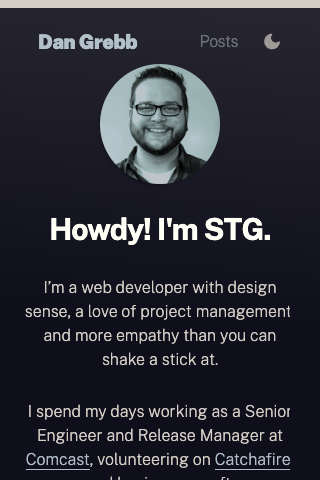 Dan Grebb
Posts
Howdy! I'm STG.
I'm a web developer with design
sense, a love of project management
and more empathy than you can
shake a stick at.
I spend my days working as a Senior
Engineer and Release Manager at
Comcast, volunteering on Catchafire